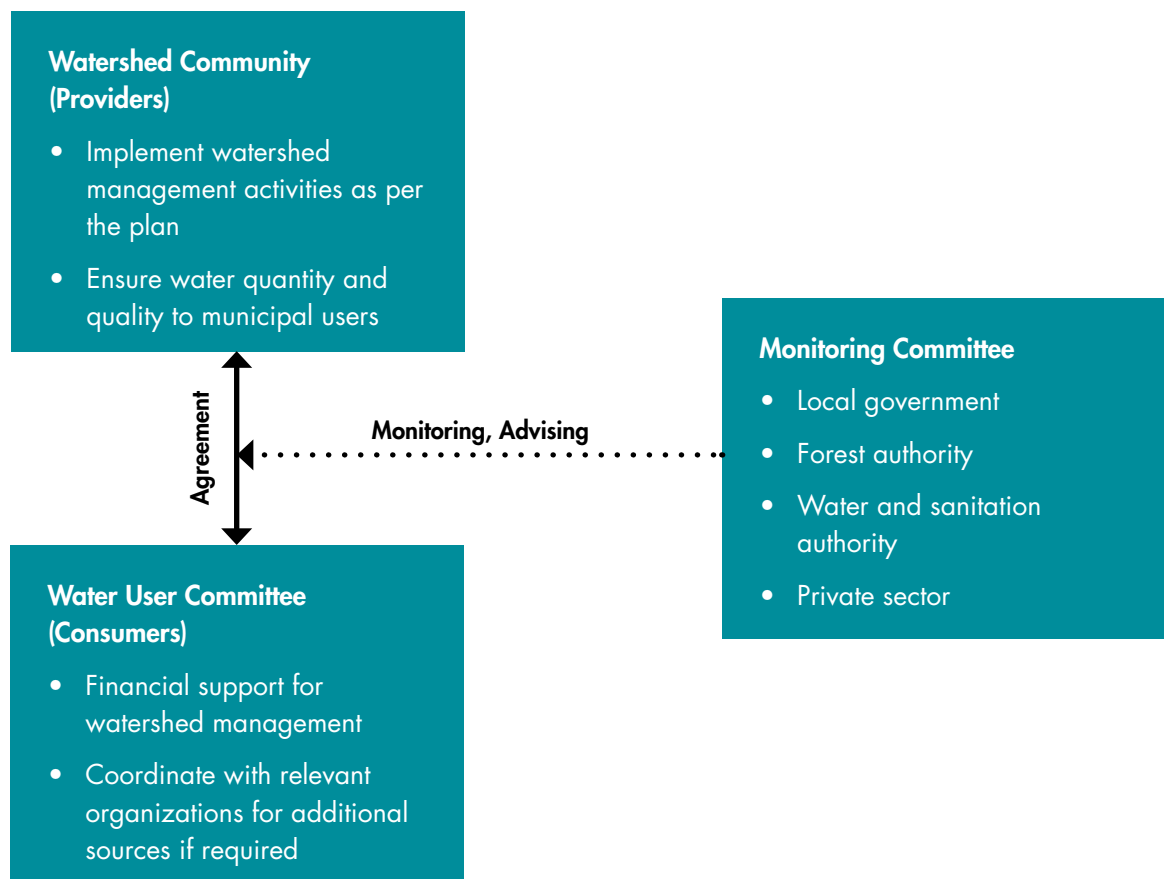 Watershed Community
(Providers)
• Implement watershed
management activities as per
the plan
• Ensure water quantity and
quality to municipal users
Agreement
Monitoring, Advising
Monitoring Committee
• Local government
• Forest authority
• Water and sanitation
authority
• Private sector
Water User Committee
(Consumers)
• Financial support for
watershed management
• Coordinate with relevant
organizations for additional
sources if required